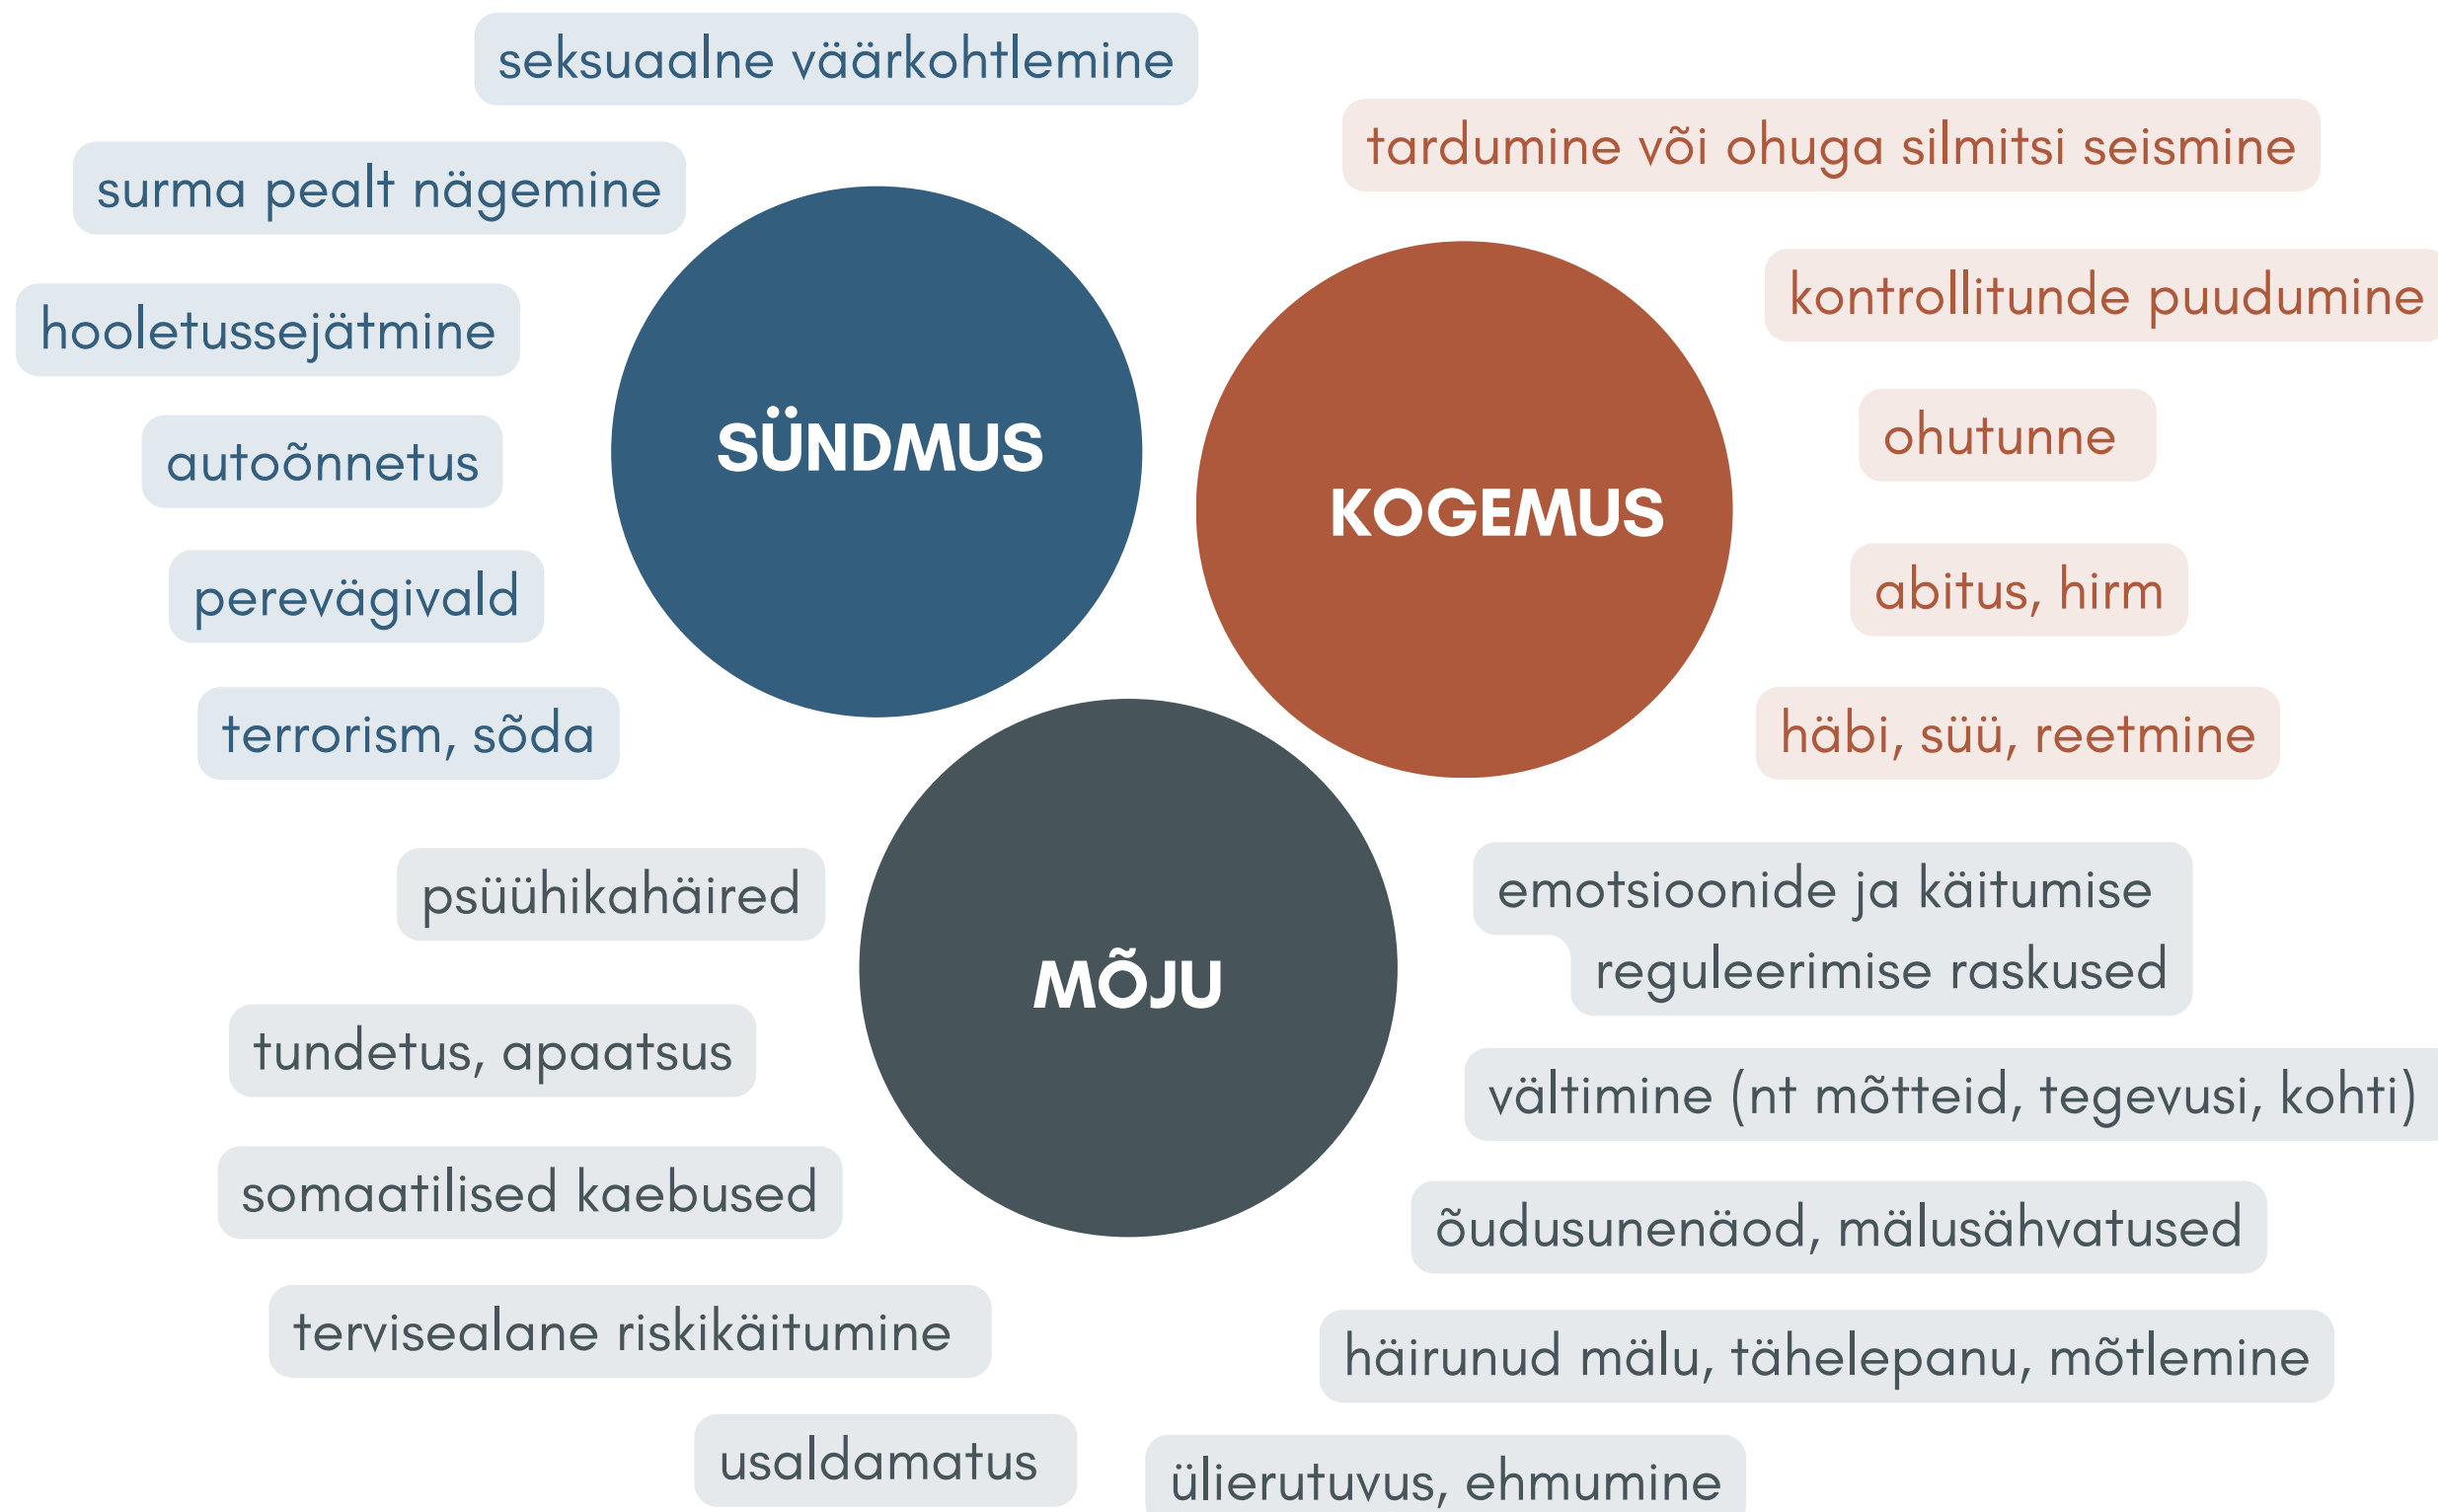 seksuaalne väärkohtlemine
surma pealt nägemine
hooletussejätmine
autoõnnetus
perevägivald
terrorism, sõda
SÜNDMUS
tardumine või ohuga silmitsi seismine
kontrollitunde puudumine
ohutunne
abitus, hirm
häbi, süü, reetmine
KOGEMUS
psüühikahäired
tundetus, apaatsus
somaatilised kaebused
tervisealane riskikäitumine
usaldamatus
MÕJU
emotsioonide ja käitumise
reguleerimise raskused
vältimine (nt mõtteid, tegevusi, kohti)
õudusunenäod, mälusähvatused
häirunud mälu, tähelepanu, mõtlemine
ülierutuvus, ehmumine